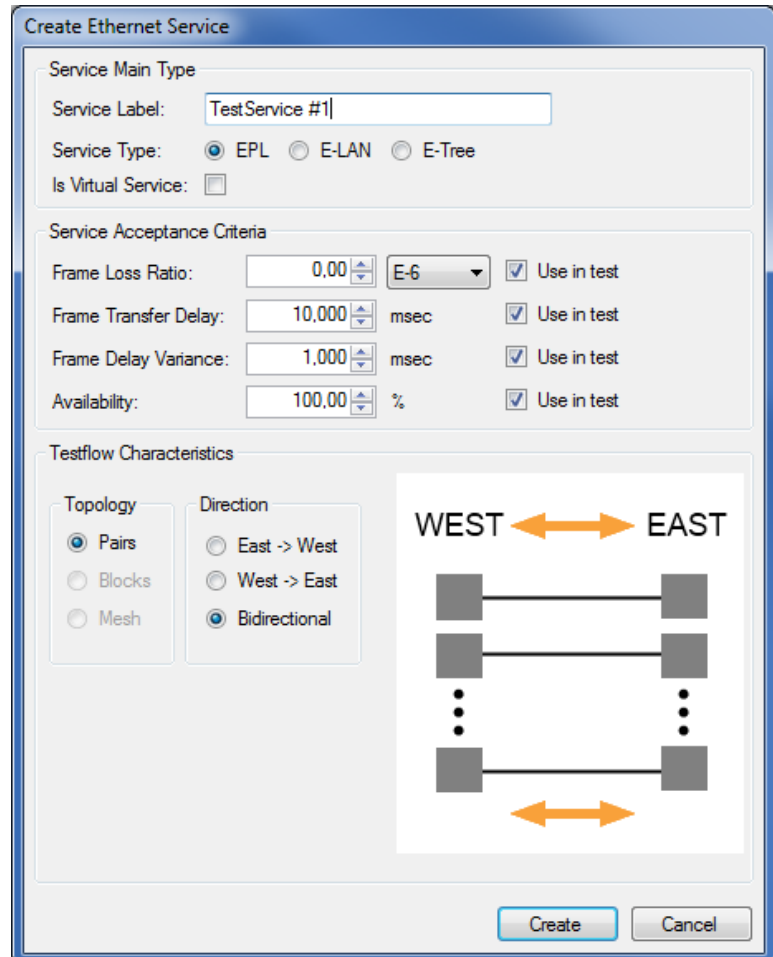 Create Ethernet Service
Service Main Type
Service Label: TestService #1
Service Type: EPL E-LAN E-Tree
Is Virtual Service:
Service Acceptance Criteria
Frame Loss Ratio: 0,00 E-6 Use in test
Frame Transfer Delay: 10,000 msec Use in test
Frame Delay Variance: 1,000 msec Use in test
Availability: 100,00 % Use in test
Testflow Characteristics
Topology
Pairs
Blocks
Mesh
Direction
East -> West
West -> East
Bidirectional
WEST EAST
Create Cancel